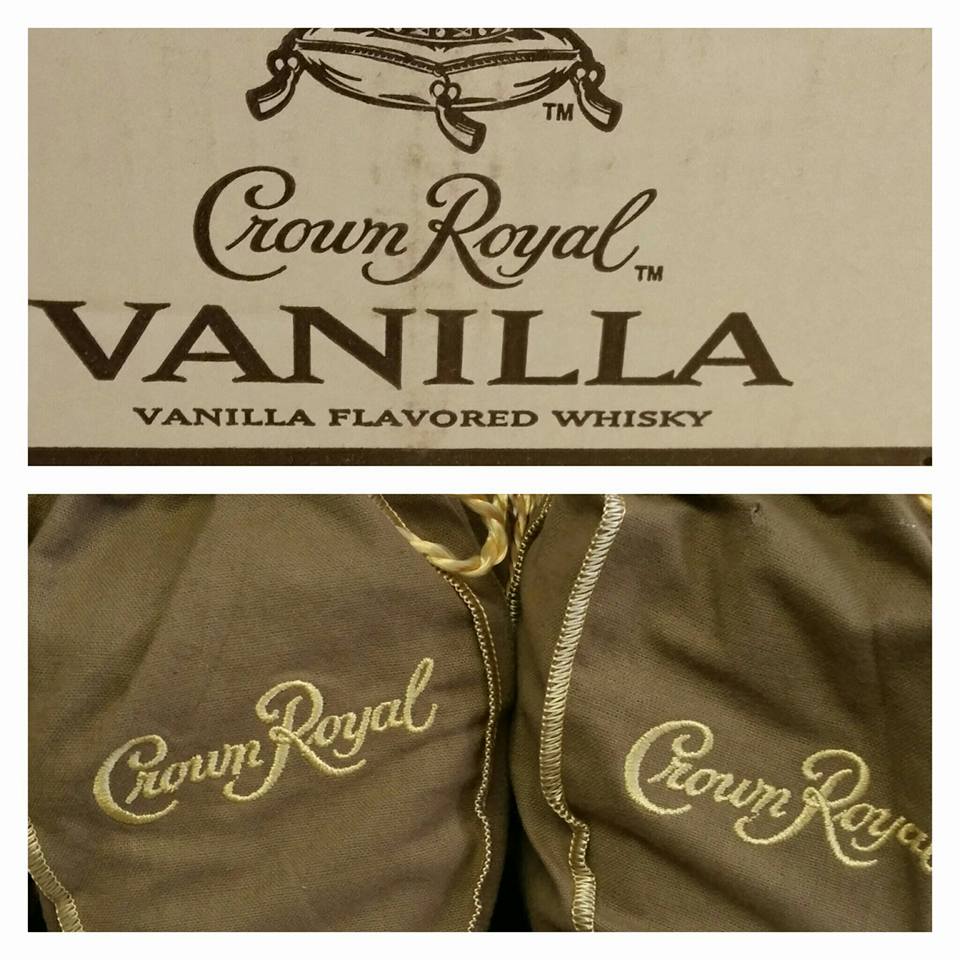 TM
Crown Royal TM
VANILLA
VANILLA FLAVORED WHISKY
Crown Royal
Crown Royal